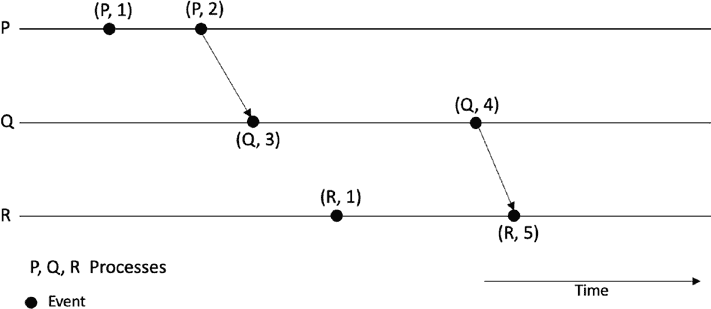 (P, 1) (P, 2)
P
(Q, 4)
Q
(Q, 3)
(R, 1)
R
(R, 5)
P, Q, R Processes
Event
Time